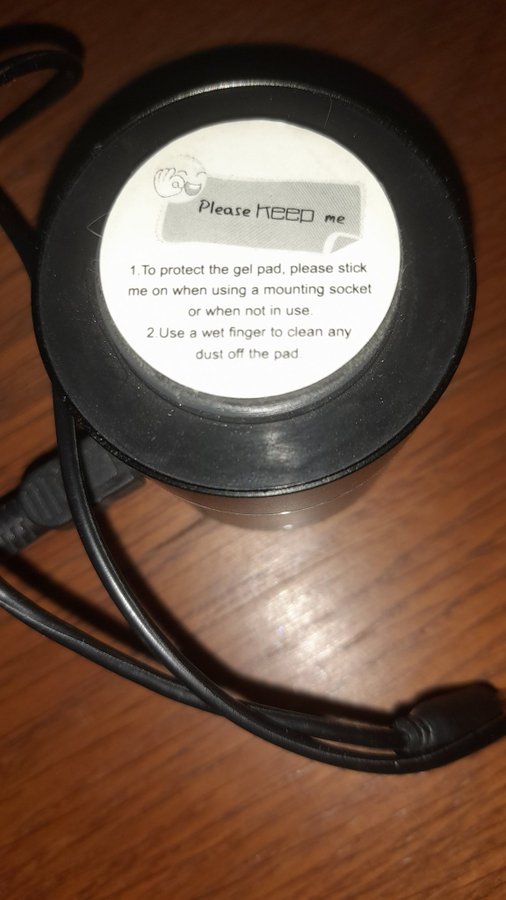 Please KEEP me
1.To protect the gel pad, please stick
me on when using a mounting socket
or when not in use.
2.Use a wet finger to clean any
dust off the pad.